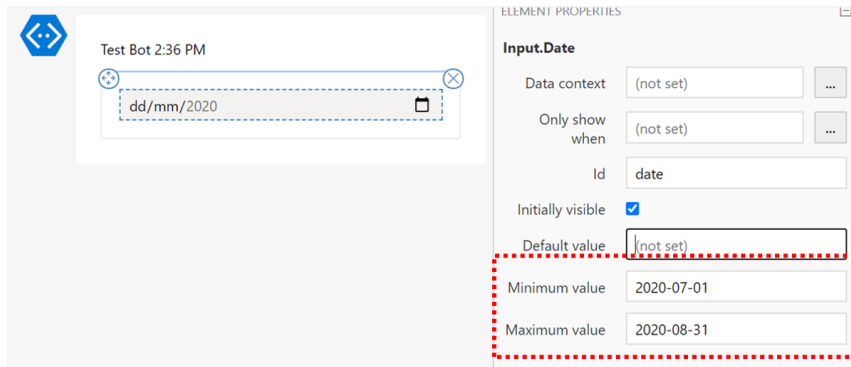 ELEMENT PROPERTIES
Test Bot 2:36 PM
Input.Date
dd/mm/2020
Data context (not set) ...
Only show when (not set) ...
Id date
Initially visible
Default value (not set)
Minimum value 2020-07-01
Maximum value 2020-08-31